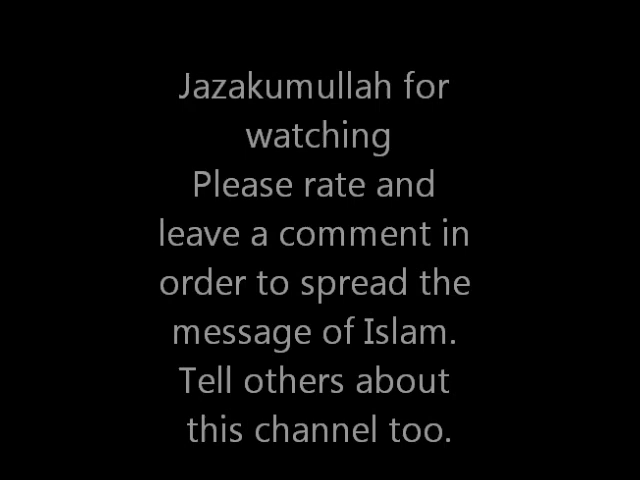 Jazakumullah for
watching
Please rate and
leave a comment in
order to spread the
message of Islam.
Tell others about
this channel too.